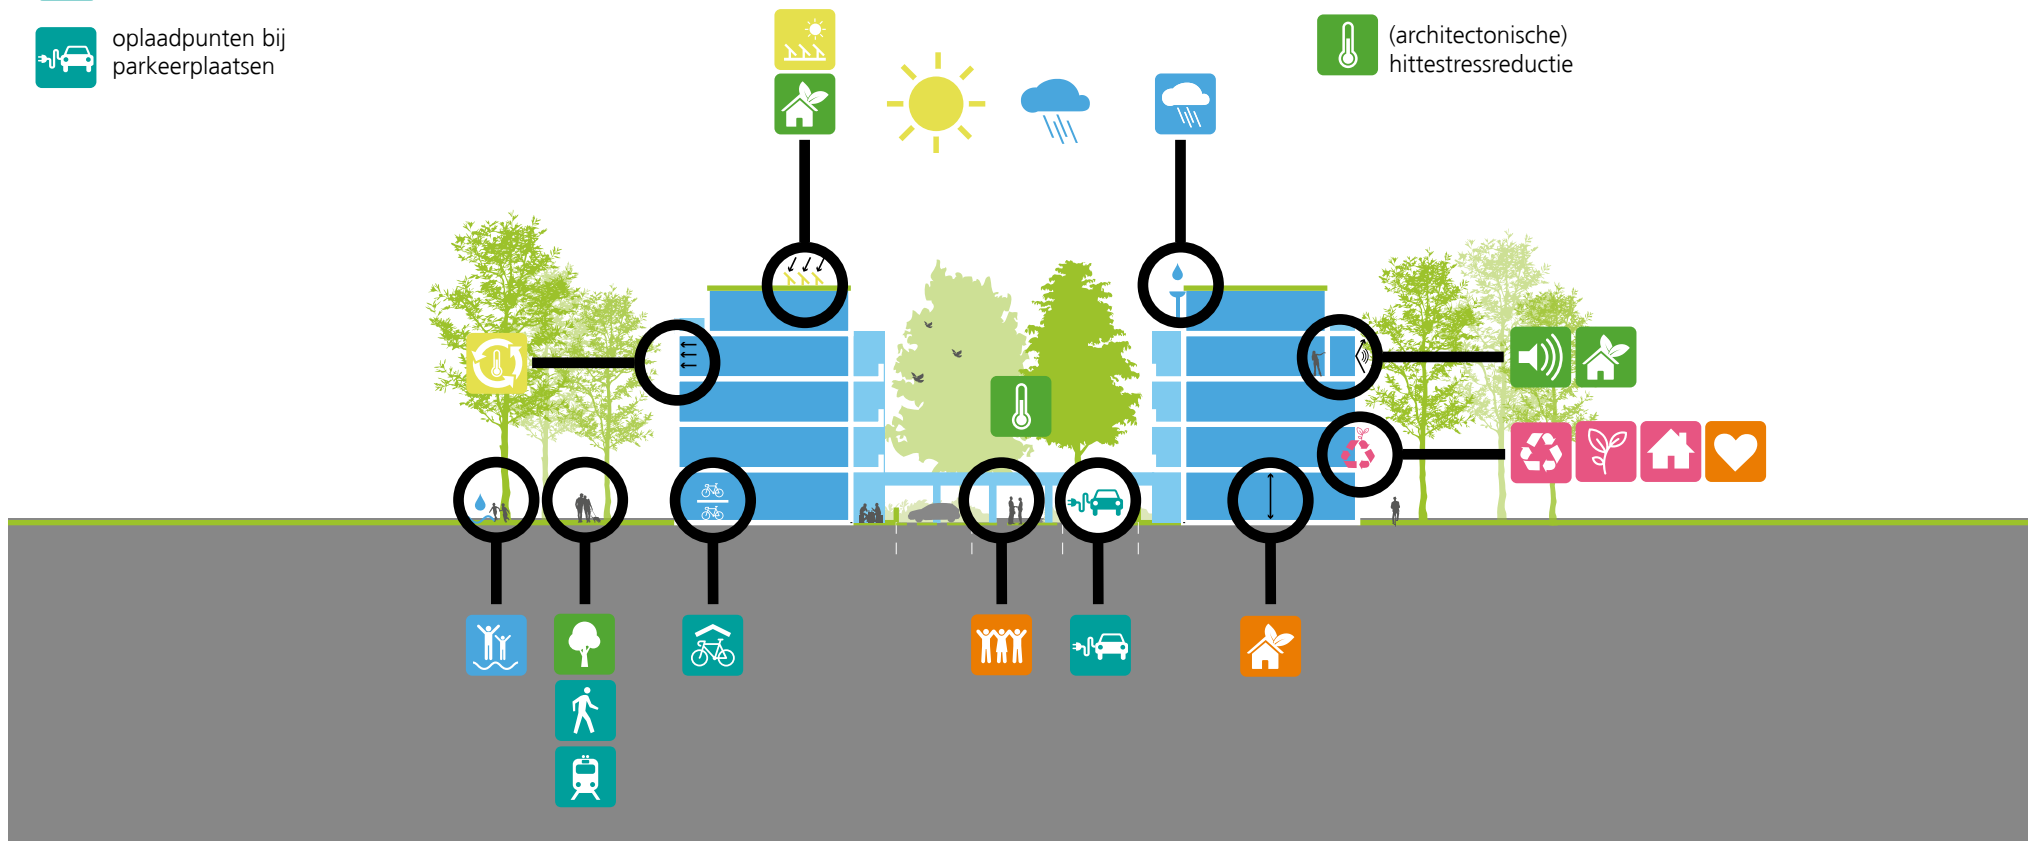 oplaadpunten bij
parkeerplaatsen
(architectonische)
hittestressreductie